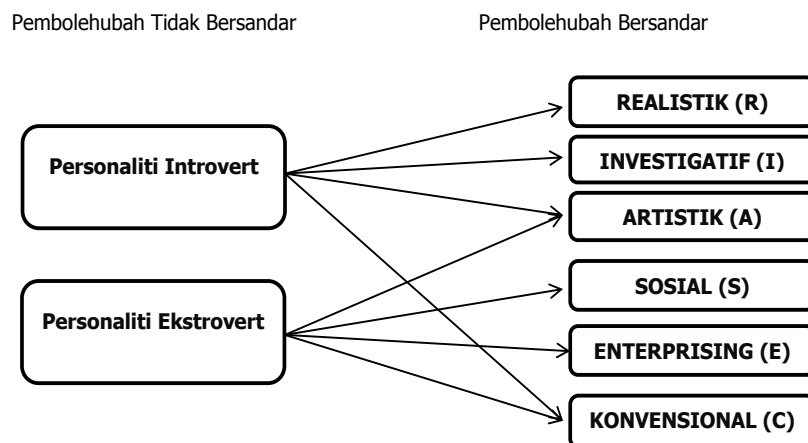 Pembolehubah Tidak Bersandar
Pembolehubah Bersandar
REALISTIK (R)
Personaliti Introvert
INVESTIGATIF (I)
ARTISTIK (A)
SOSIAL (S)
Personaliti Ekstrovert
ENTERPRISING (E)
KONVENSIONAL (C)